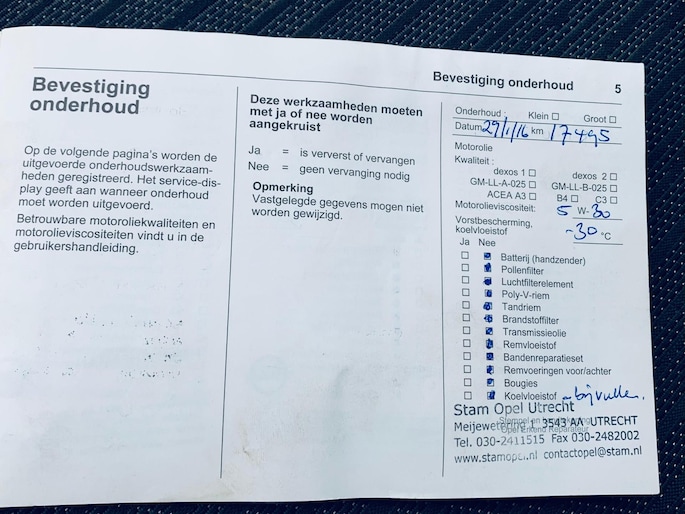 Bevestiging
onderhoud
Op de volgende pagina's worden de
uitgevoerde onderhoudswerkzaam-
heden geregistreerd. Het service-dis-
play geeft aan wanneer onderhoud
moet worden uitgevoerd.
Betrouwbare motoroliekwaliteiten en
motorolieviscositeiten vindt u in de
gebruikershandleiding.
Deze werkzaamheden moeten
met ja of nee worden
aangekruist
Ja = is ververst of vervangen
Nee = geen vervanging nodig
Opmerking
Vastgelegde gegevens mogen niet
worden gewijzigd.
Bevestiging onderhoud 5
Onderhoud : Klein ☐ Groot ☐
Datum 29/1/16 km 17495
Motorolie
Kwaliteit :
dexos 1 ☐ dexos 2 ☐
GM-LL-A-025 ☐ GM-LL-B-025 ☐
ACEA A3 ☐ B4 ☐ C3 ☐
Motorolieviscositeit: 5 W-30
Vorstbescherming,
koelvloeistof -30 °C
Ja Nee
Batterij (handzender)
Pollenfilter
Luchtfilterelement
Poly-V-riem
Tandriem
Brandstoffilter
Transmissieolie
Remvloeistof
Bandenreparatieset
Remvoeringen voor/achter
Bougies
Koelvloeistof - bijvullen.
Stam Opel Utrecht
Meijewetering 1 3543 AA UTRECHT
Opel Erkend Reparateur
Tel. 030-2411515 Fax 030-2482002
www.stamopel.nl contactopel@stam.nl